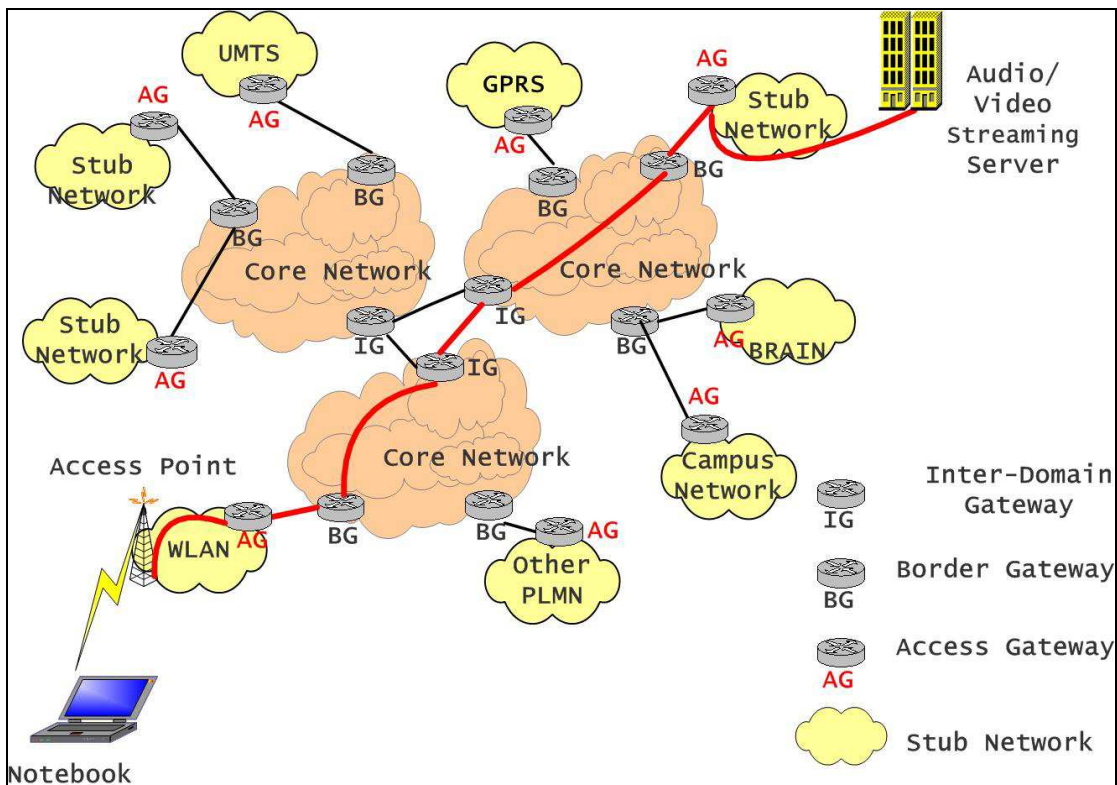 UMTS
AG
AG
Stub
Network
BG
BG
Core Network
Stub
Network
AG
IG
GPRS
AG
BG
AG
Stub
Network
BG
Audio/
Video
Streaming
Server
Core Network
IG
BG
AG
BRAIN
AG
Campus
Network
IG
Core Network
Access Point
WLAN
AG
BG
BG
AG
Other
PLMN
Notebook
Inter-Domain
Gateway
IG
Border Gateway
BG
Access Gateway
AG
Stub Network